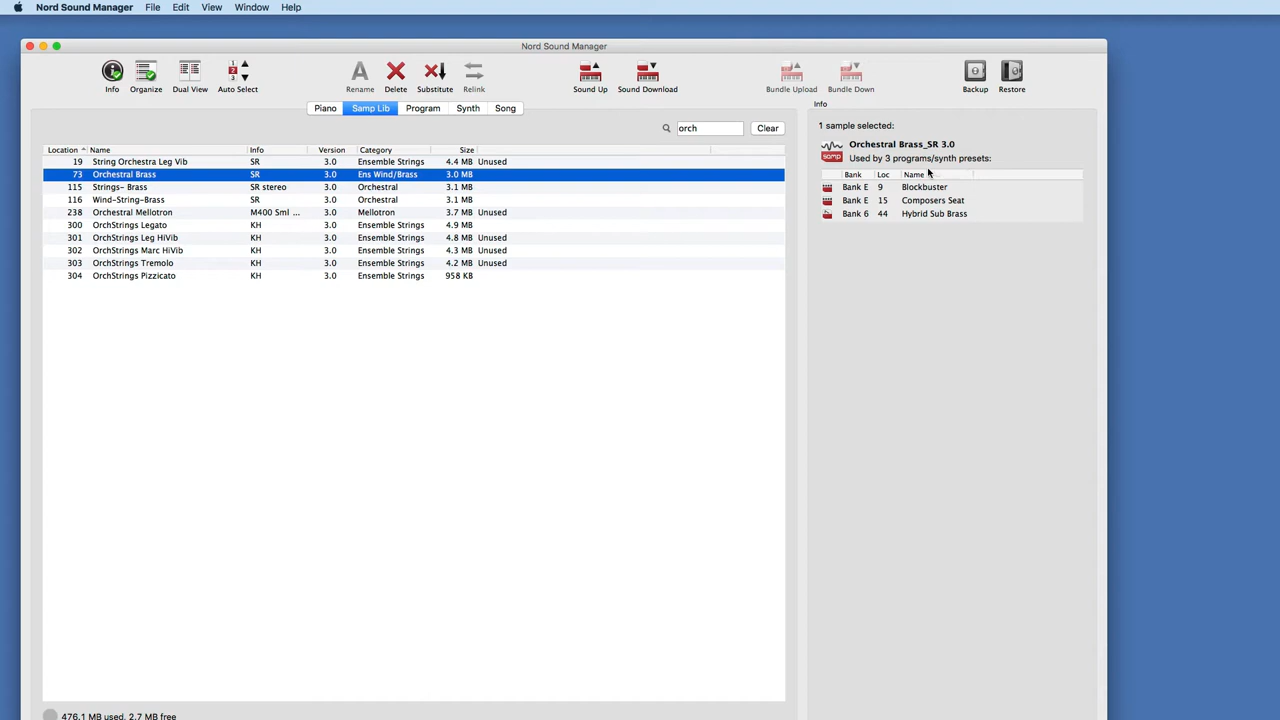 Nord Sound Manager File Edit View Window Help
Nord Sound Manager
Info Organize Dual View Auto Select Rename Delete Substitute Relink Sound Up Sound Download Bundle Upload Bundle Down Backup Restore
Piano Samp Lib Program Synth Song
orch Clear
Location Name Info Version Category Size
19 String Orchestra Leg Vib SR 3.0 Ensemble Strings 4.4 MB Unused
73 Orchestral Brass SR 3.0 Ens Wind/Brass 3.0 MB
115 Strings- Brass SR stereo 3.0 Orchestral 3.1 MB
116 Wind-String-Brass SR 3.0 Orchestral 3.1 MB
238 Orchestral Mellotron M400 Sml ... 3.0 Mellotron 3.7 MB Unused
300 OrchStrings Legato KH 3.0 Ensemble Strings 4.9 MB
301 OrchStrings Leg HiVib KH 3.0 Ensemble Strings 4.8 MB Unused
302 OrchStrings Marc HiVib KH 3.0 Ensemble Strings 4.3 MB Unused
303 OrchStrings Tremolo KH 3.0 Ensemble Strings 4.2 MB Unused
304 OrchStrings Pizzicato KH 3.0 Ensemble Strings 958 KB
476.1 MB used, 2.7 MB free
Info
1 sample selected:
Orchestral Brass_SR 3.0
samp
Used by 3 programs/synth presets:
Bank Loc Name
Bank E 9 Blockbuster
Bank E 15 Composers Seat
Bank 6 44 Hybrid Sub Brass